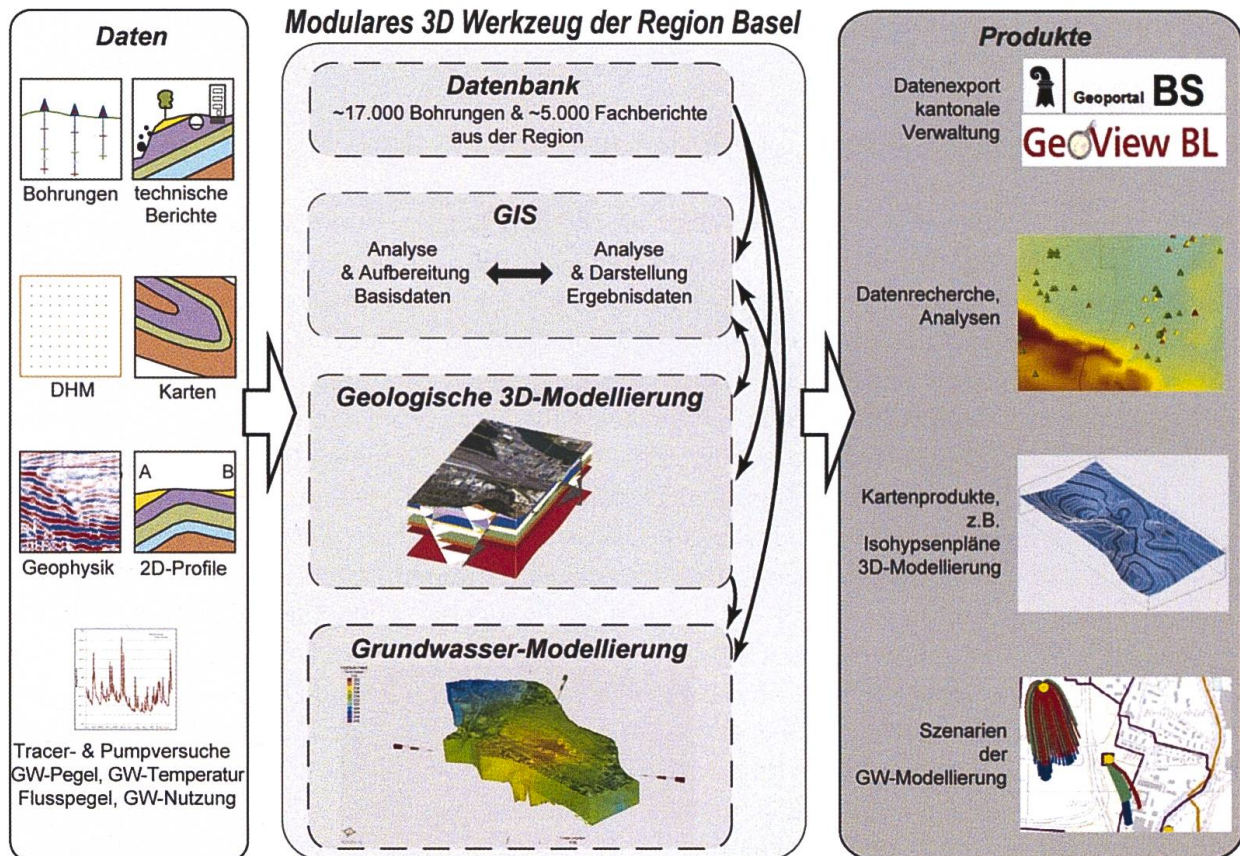 Daten
Bohrungen
technische
Berichte
DHM
Karten
A B
Geophysik
2D-Profile
Tracer- & Pumpversuche
GW-Pegel, GW-Temperatur
Flusspegel, GW-Nutzung
Modulares 3D Werkzeug der Region Basel
Datenbank
~17.000 Bohrungen & ~5.000 Fachberichte
aus der Region
GIS
Analyse
& Aufbereitung
Basisdaten
Analyse
& Darstellung
Ergebnisdaten
Geologische 3D-Modellierung
Grundwasser-Modellierung
Produkte
Datenexport
kantonale
Verwaltung
Geoportal BS
GeoView BL
Datenrecherche,
Analysen
Kartenprodukte,
z.B.
Isohypsenpläne
3D-Modellierung
Szenarien
der
GW-Modellierung